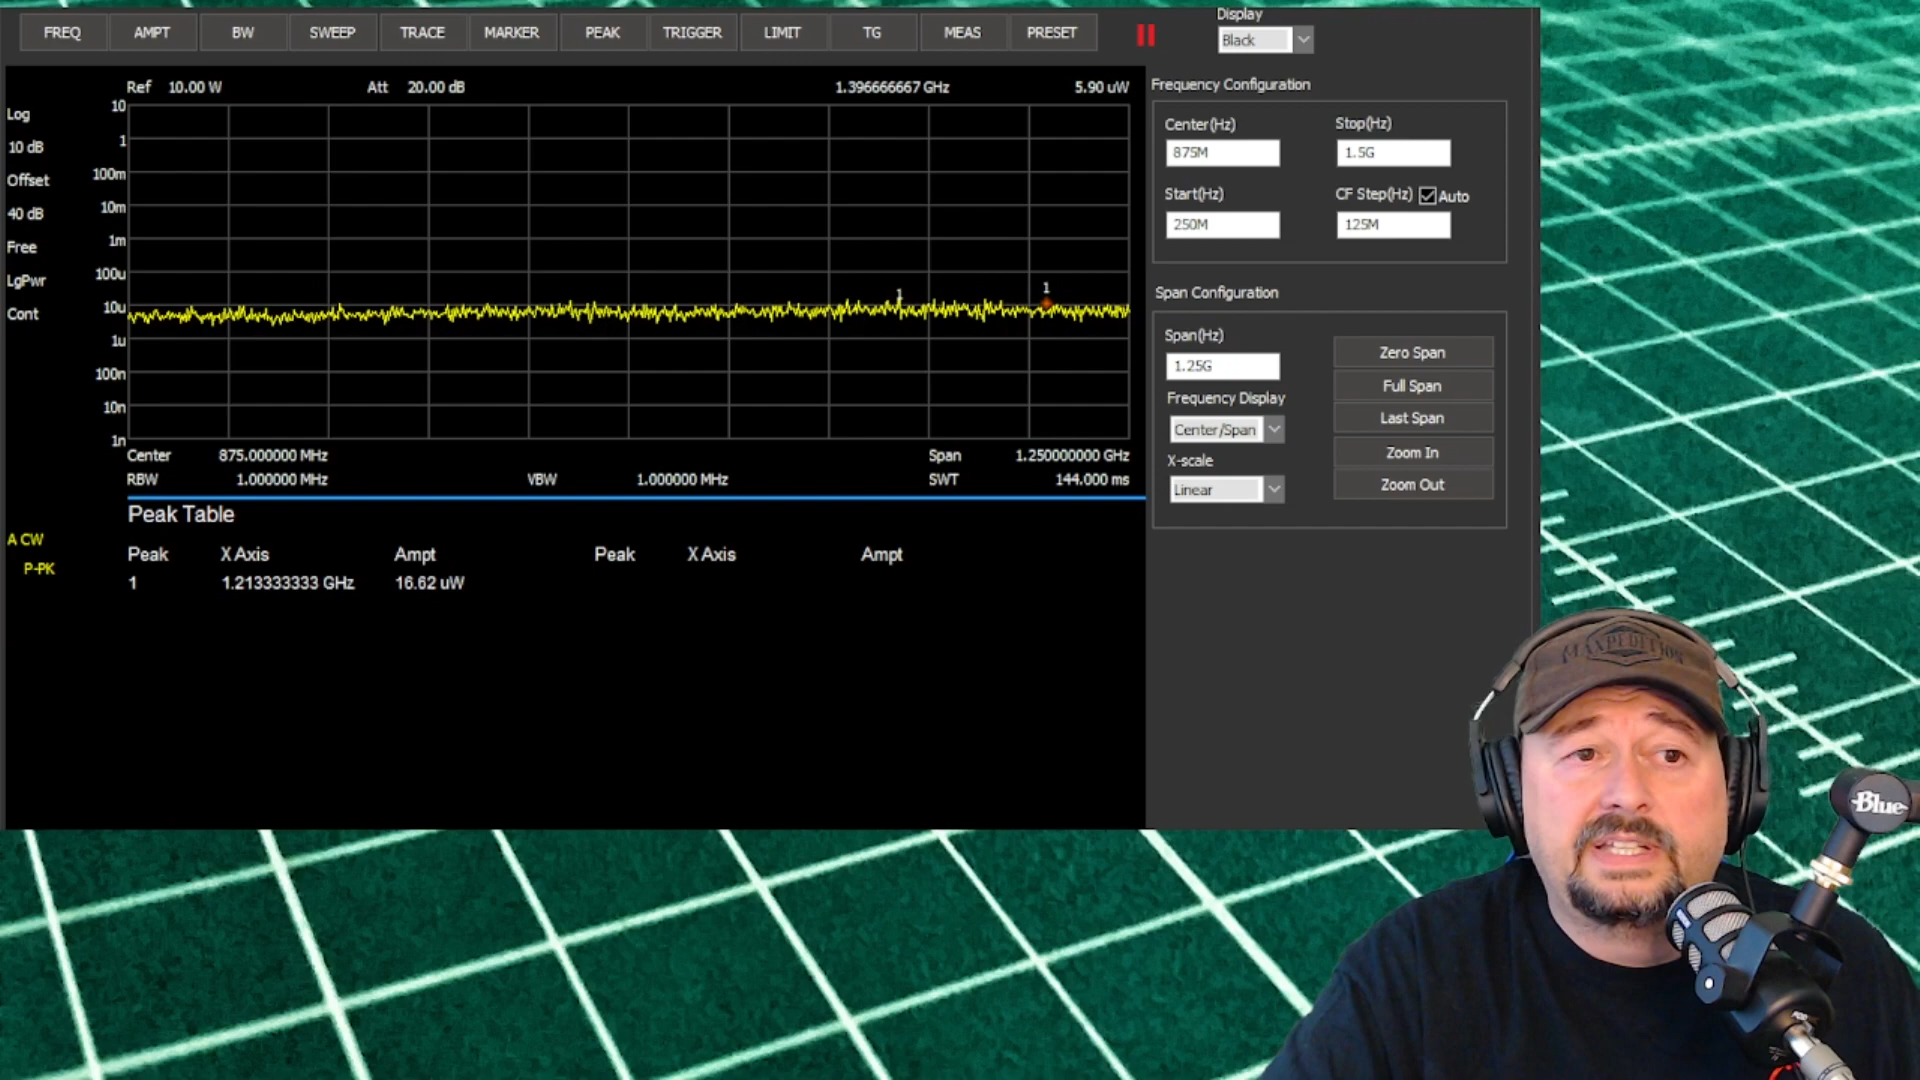 FREQ AMPT BW SWEEP TRACE MARKER PEAK TRIGGER LIMIT TG MEAS PRESET
Display
Black
Ref 10.00 W Att 20.00 dB 1.396666667 GHz 5.90 uW
Log
10 dB
Offset
40 dB
Free
LgPwr
Cont
10
1
100m
10m
1m
100u
10u
1u
100n
10n
1n
1
1
Center 875.000000 MHz Span 1.250000000 GHz
RBW 1.000000 MHz VBW 1.000000 MHz SWT 144.000 ms
A CW
P-PK
Peak Table
Peak X Axis Ampt Peak X Axis Ampt
1 1.213333333 GHz 16.62 uW
Frequency Configuration
Center(Hz) Stop(Hz)
875M 1.5G
Start(Hz) CF Step(Hz) Auto
250M 125M
Span Configuration
Span(Hz)
1.25G
Frequency Display
Center/Span
X-scale
Linear
Zero Span
Full Span
Last Span
Zoom In
Zoom Out
MAXPEDITION
Blue